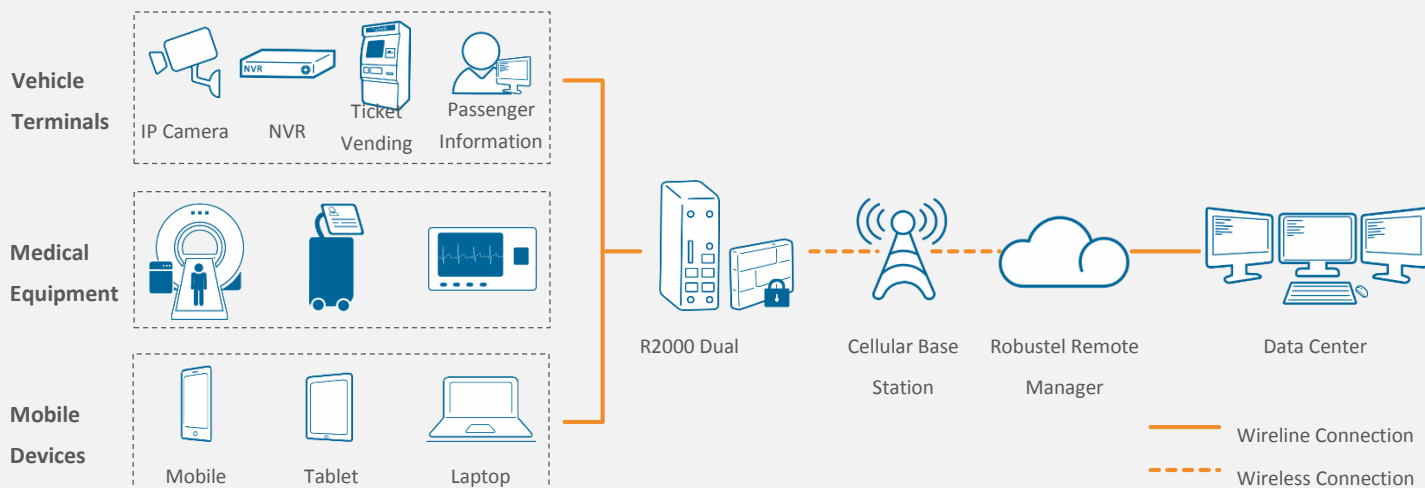 Vehicle
Terminals
NVR
Tickets
IP Camera
NVR
Ticket
Vending
Passenger
Information
Medical
Equipment
R2000 Dual
Cellular Base
Station
Robustel Remote
Manager
Data Center
Mobile
Devices
Mobile
Tablet
Laptop
Wireline Connection
Wireless Connection